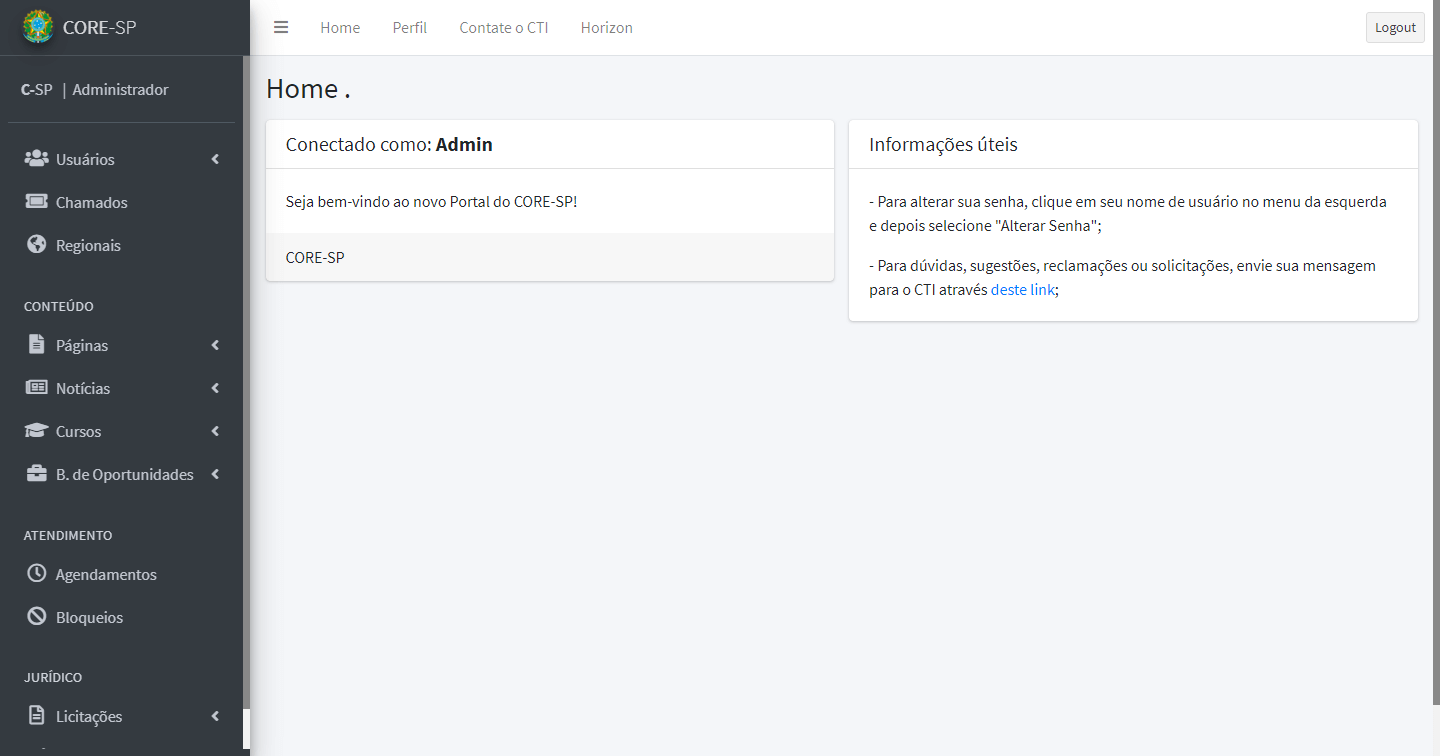 CORE-SP
Home
Perfil
Contate o CTI
Horizon
Logout
C-SP | Administrador
Usuários
Chamados
Regionais
CONTEÚDO
Páginas
Notícias
Cursos
B. de Oportunidades
ATENDIMENTO
Agendamentos
Bloqueios
JURÍDICO
Licitações
Home .
Conectado como: Admin
Seja bem-vindo ao novo Portal do CORE-SP!
CORE-SP
Informações úteis
- Para alterar sua senha, clique em seu nome de usuário no menu da esquerda
e depois selecione "Alterar Senha";
- Para dúvidas, sugestões, reclamações ou solicitações, envie sua mensagem
para o CTI através deste link;